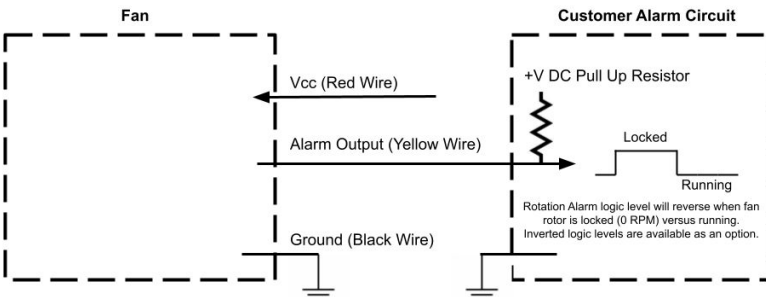 Fan
Customer Alarm Circuit
Vcc (Red Wire)
+V DC Pull Up Resistor
Alarm Output (Yellow Wire)
Locked
Running
Rotation Alarm logic level will reverse when fan
rotor is locked (0 RPM) versus running.
Inverted logic levels are available as an option.
Ground (Black Wire)